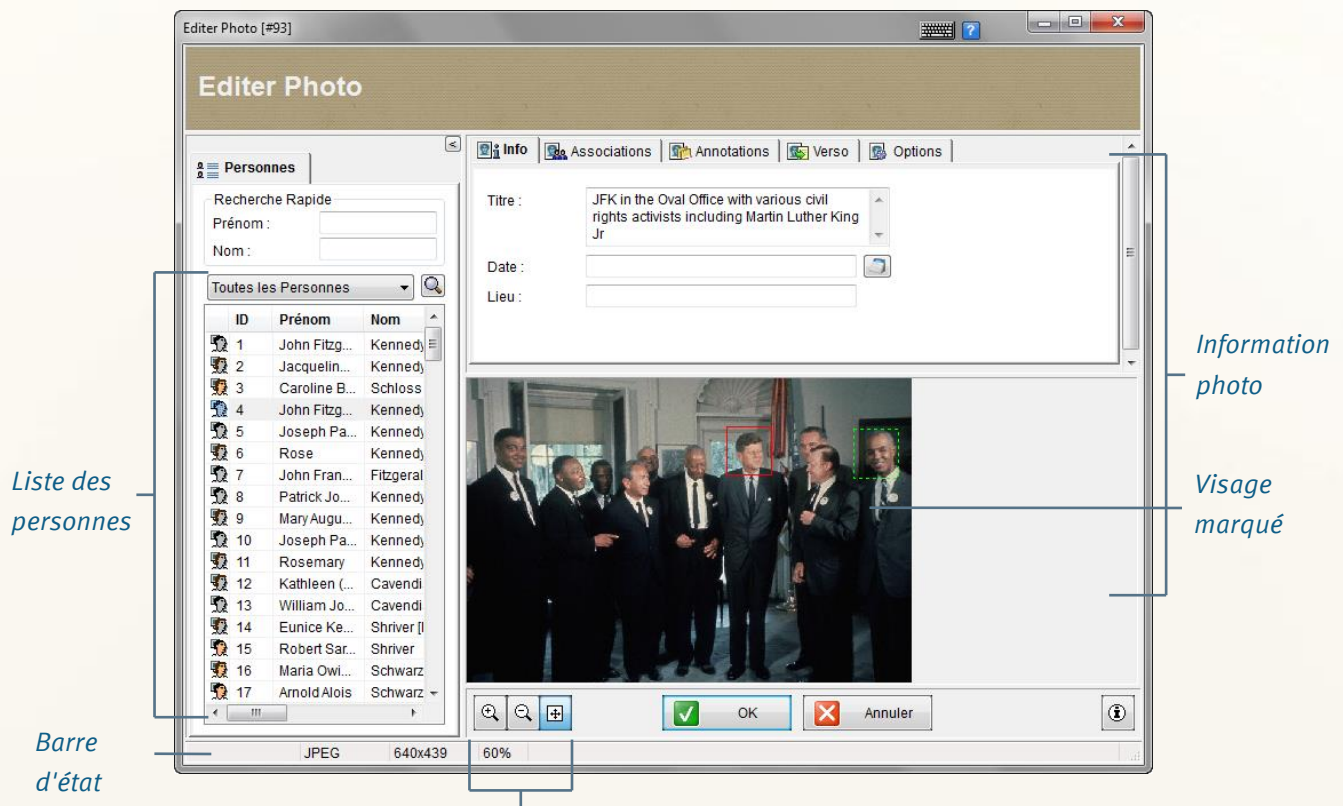 Editer Photo [#93]
Editer Photo
Personnes
Recherche Rapide
Prénom :
Nom :
Toutes les Personnes
ID Prénom Nom
1 John Fitzg... Kennedy
2 Jacquelin... Kennedy
3 Caroline B... Schloss
4 John Fitzg... Kennedy
5 Joseph Pa... Kennedy
6 Rose Kennedy
7 John Fran... Fitzgeral
8 Patrick Jo... Kennedy
9 Mary Augu... Kennedy
10 Joseph Pa... Kennedy
11 Rosemary Kennedy
12 Kathleen (... Cavendi
13 William Jo... Cavendi
14 Eunice Ke... Shriver [
15 Robert Sar... Shriver
16 Maria Owi... Schwarz
17 Arnold Alois Schwarz
Info Associations Annotations Verso Options
Titre :
JFK in the Oval Office with various civil
rights activists including Martin Luther King
Jr
Date :
Lieu :
OK Annuler
JPEG 640x439 60%
Liste des
personnes
Barre
d'état
Information
photo
Visage
marqué